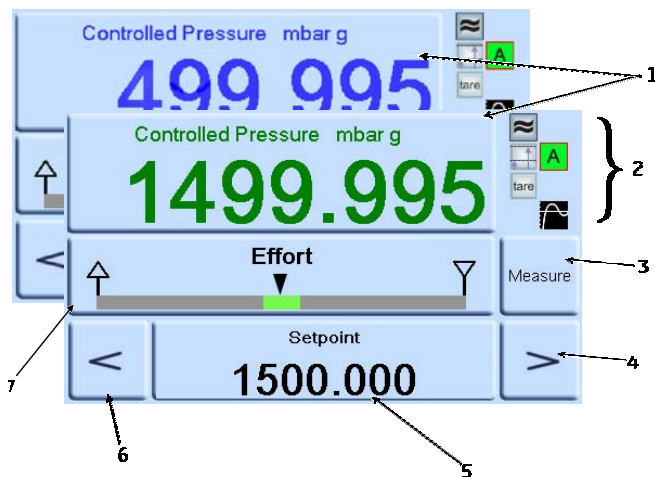 Controlled Pressure mbar g
499.995
≈
A
tare
1
Controlled Pressure mbar g
1499.995
≈
A
tare
2
Effort
Measure
3
<
<
Setpoint
1500.000
>
4
7
6
5